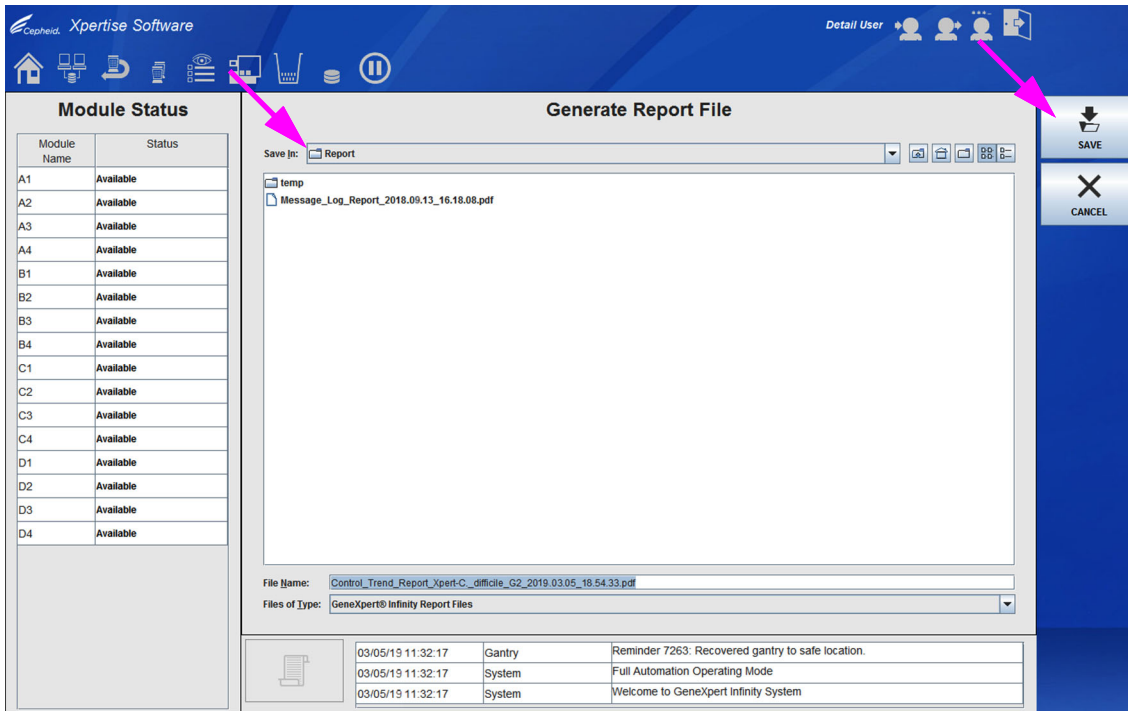 Cepheid. Xpertise Software
Detail User
Module Status
Module Name
Status
A1 Available
A2 Available
A3 Available
A4 Available
B1 Available
B2 Available
B3 Available
B4 Available
C1 Available
C2 Available
C3 Available
C4 Available
D1 Available
D2 Available
D3 Available
D4 Available
Generate Report File
Save In: Report
temp
Message_Log_Report_2018.09.13_16.18.08.pdf
File Name: Control_Trend_Report_Xpert-C._difficile_G2_2019.03.05_18.54.33.pdf
Files of Type: GeneXpert® Infinity Report Files
03/05/19 11:32:17 Gantry Reminder 7263: Recovered gantry to safe location.
03/05/19 11:32:17 System Full Automation Operating Mode
03/05/19 11:32:17 System Welcome to GeneXpert Infinity System
SAVE
CANCEL